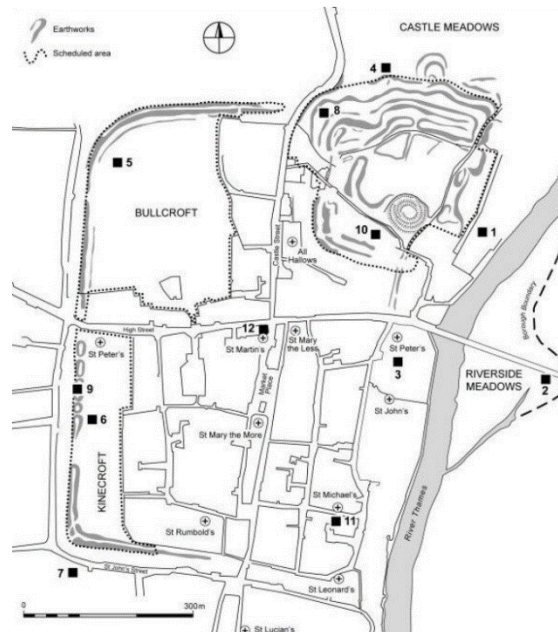 Earthworks
Scheduled area
CASTLE MEADOWS
4
8
5
BULLCROFT
Castle Street
All
Hallows
10
1
Borough Boundary
High Street
12
St Peter's
St Martin's
St Mary
the Less
St Peter's
3
RIVERSIDE
MEADOWS
2
9
6
Market
Place
St John's
St Mary the More
KINECROFT
St Michael's
11
St Rumbold's
River Thames
7
St John's Street
St Leonard's
St Lucian's
0
300m